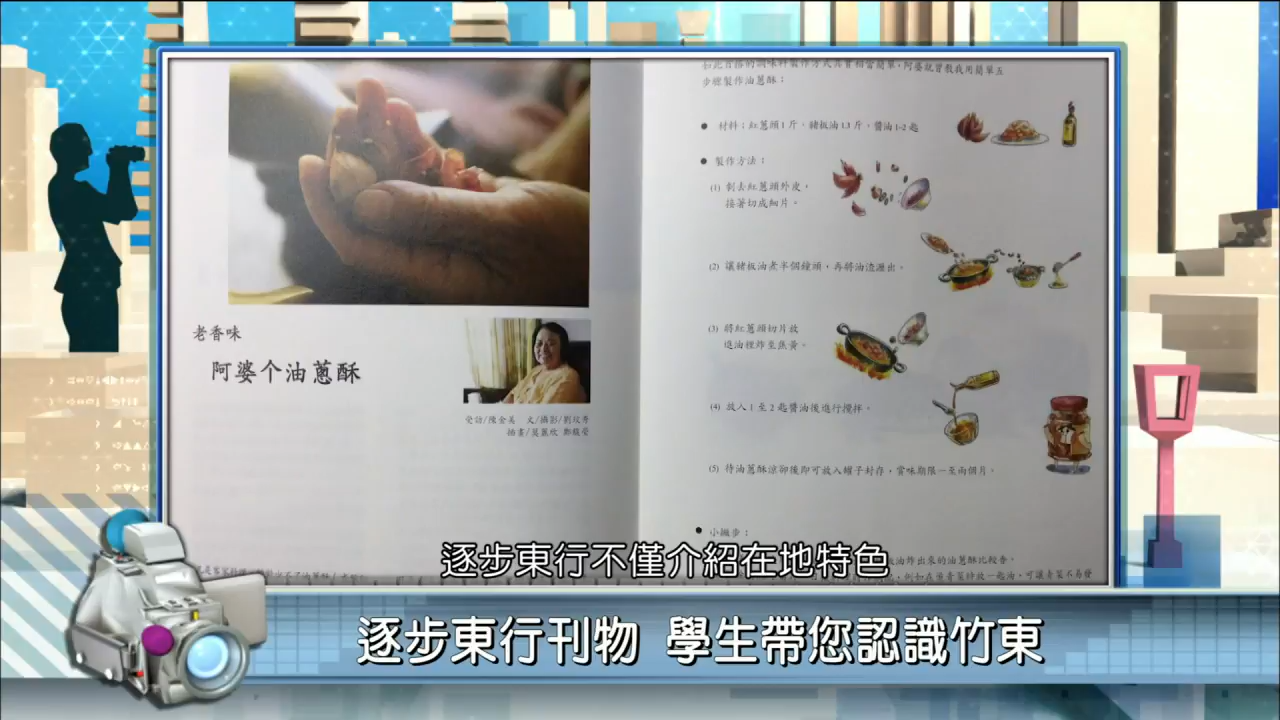 老香味
阿婆个油蔥酥
受訪/陳金美 文/攝影/劉玟秀
步驟製作油蔥酥：
● 材料：紅蔥頭1斤、豬板油1.3斤、醬油1-2匙
● 製作方法：
(1) 剝去紅蔥頭外皮，
接著切成細片。
(2) 讓豬板油煮半個鐘頭，再將油渣濾出。
(3) 將紅蔥頭切片放
進油裡炸至焦黃。
(4) 放入1至2匙醬油後進行攪拌。
(5) 待油蔥酥涼卻後即可放入罐子封存，賞味期限一至兩個月。
● 小撇步：
逐步東行不僅介紹在地特色
逐步東行刊物 學生帶您認識竹東